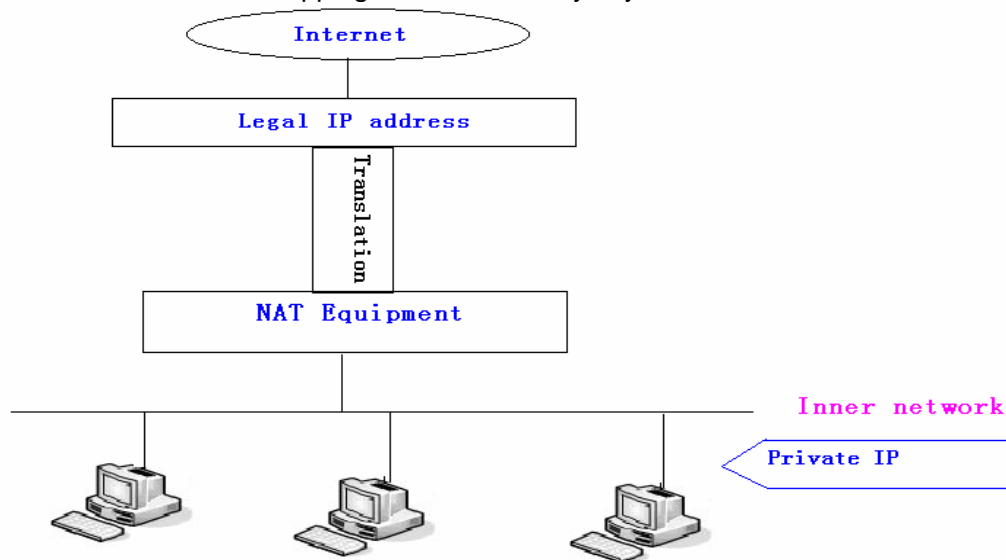 Internet
Legal IP address
Translation
NAT Equipment
Inner network
Private IP